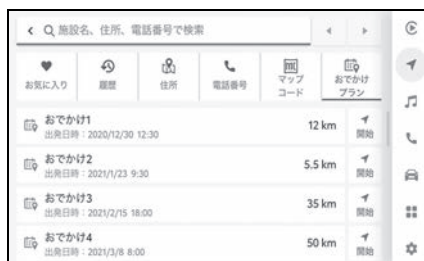 施設名、住所、電話番号で検索
お気に入り
履歴
住所
電話番号
マップ
コード
おでかけ
プラン
おでかけ1
12 km
出発日時：2020/12/30 12:30
開始
おでかけ2
5.5 km
出発日時：2021/1/23 9:30
開始
おでかけ3
35 km
出発日時：2021/2/15 18:00
開始
おでかけ4
50 km
出発日時：2021/3/8 8:00
開始